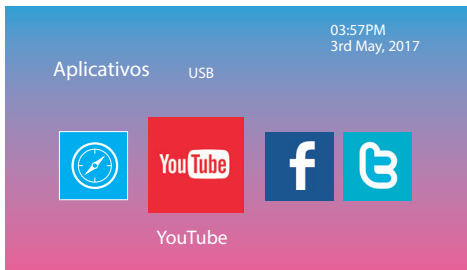 03:57PM
3rd May, 2017
Aplicativos
USB
YouTube
f
YouTube